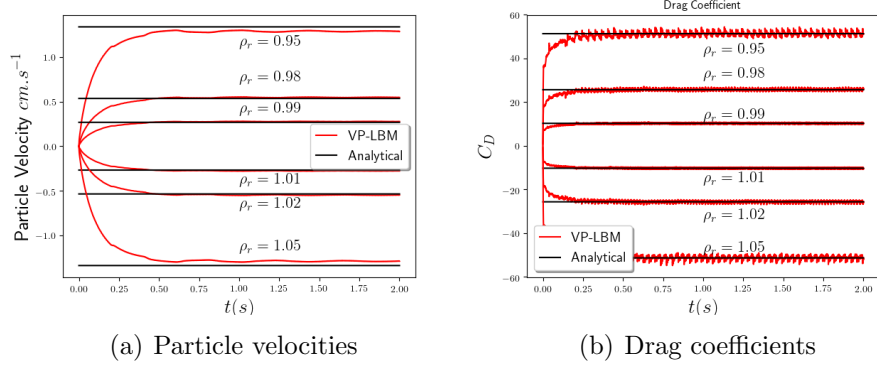 Drag Coefficient
1.0
0.5
0.0
−0.5
−1.0
Particle Velocity cm.s⁻¹
ρᵣ = 0.95
ρᵣ = 0.98
ρᵣ = 0.99
VP-LBM
Analytical
ρᵣ = 1.01
ρᵣ = 1.02
ρᵣ = 1.05
0.00 0.25 0.50 0.75 1.00 1.25 1.50 1.75 2.00
t(s)
(a) Particle velocities
60
40
20
0
−20
−40
−60
C_D
ρᵣ = 0.95
ρᵣ = 0.98
ρᵣ = 0.99
ρᵣ = 1.01
ρᵣ = 1.02
ρᵣ = 1.05
VP-LBM
Analytical
0.00 0.25 0.50 0.75 1.00 1.25 1.50 1.75 2.00
t(s)
(b) Drag coefficients